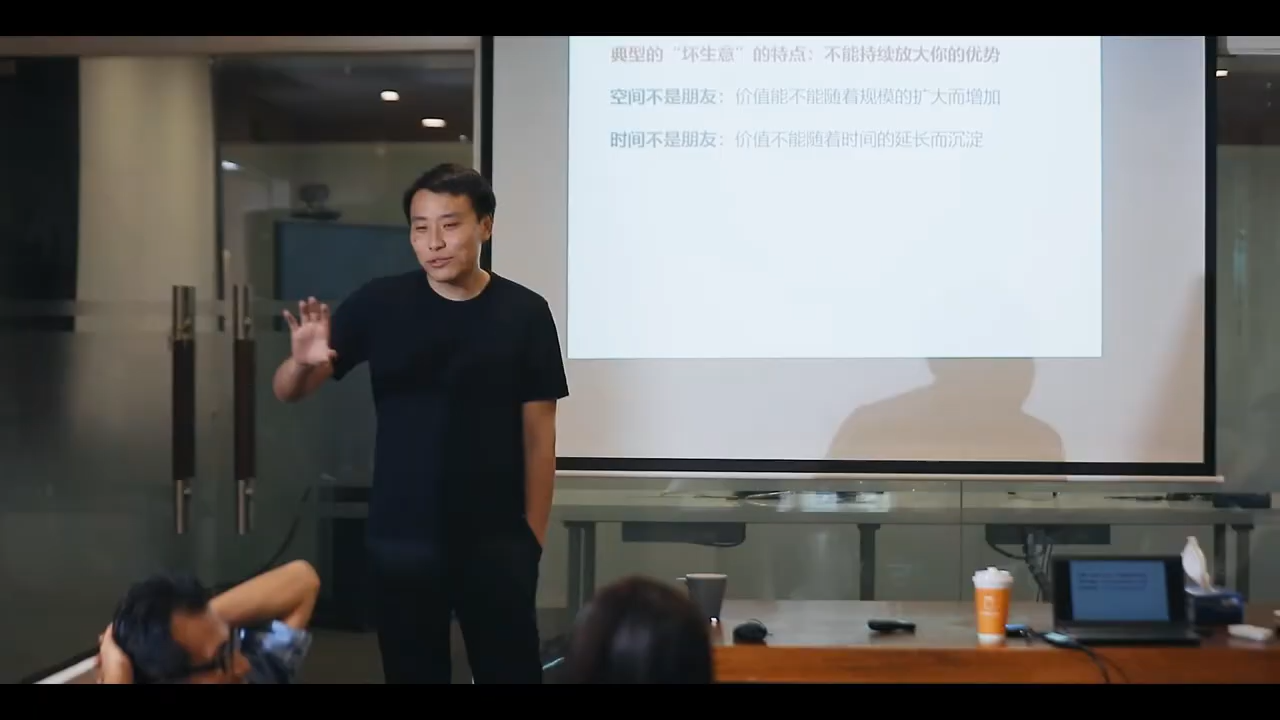 典型的“坏生意”的特点：不能持续放大你的优势
空间不是朋友：价值能不能随着规模的扩大而增加
时间不是朋友：价值不能随着时间的延长而沉淀